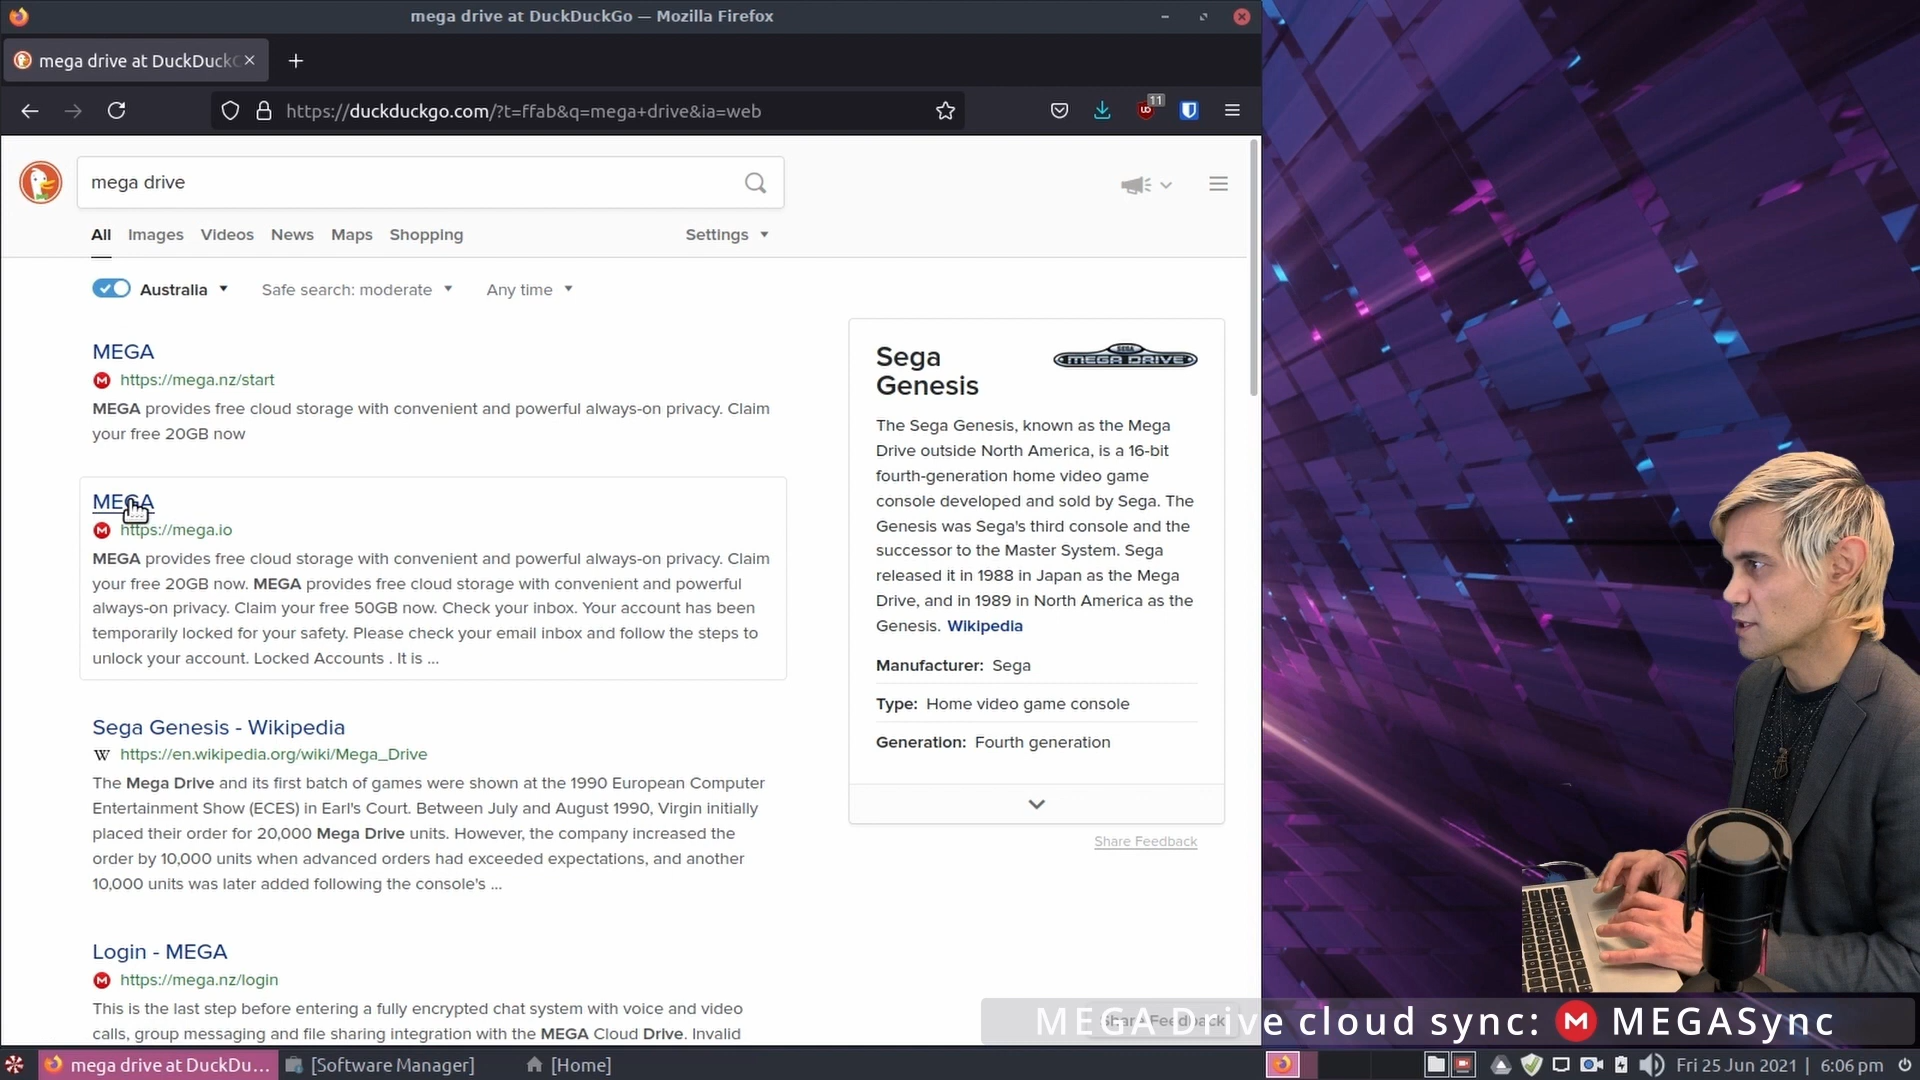 mega drive at DuckDuckGo — Mozilla Firefox
mega drive at DuckDuckG
https://duckduckgo.com/?t=ffab&q=mega+drive&ia=web
11
mega drive
All Images Videos News Maps Shopping Settings
Australia Safe search: moderate Any time
MEGA
https://mega.nz/start
MEGA provides free cloud storage with convenient and powerful always-on privacy. Claim
your free 20GB now
MEGA
https://mega.io
MEGA provides free cloud storage with convenient and powerful always-on privacy. Claim
your free 20GB now. MEGA provides free cloud storage with convenient and powerful
always-on privacy. Claim your free 50GB now. Check your inbox. Your account has been
temporarily locked for your safety. Please check your email inbox and follow the steps to
unlock your account. Locked Accounts . It is ...
Sega Genesis - Wikipedia
W https://en.wikipedia.org/wiki/Mega_Drive
The Mega Drive and its first batch of games were shown at the 1990 European Computer
Entertainment Show (ECES) in Earl's Court. Between July and August 1990, Virgin initially
placed their order for 20,000 Mega Drive units. However, the company increased the
order by 10,000 units when advanced orders had exceeded expectations, and another
10,000 units was later added following the console's ...
Login - MEGA
https://mega.nz/login
This is the last step before entering a fully encrypted chat system with voice and video
calls, group messaging and file sharing integration with the MEGA Cloud Drive. Invalid
Sega
Genesis
SEGA
MEGA DRIVE
The Sega Genesis, known as the Mega
Drive outside North America, is a 16-bit
fourth-generation home video game
console developed and sold by Sega. The
Genesis was Sega's third console and the
successor to the Master System. Sega
released it in 1988 in Japan as the Mega
Drive, and in 1989 in North America as the
Genesis. Wikipedia
Manufacturer: Sega
Type: Home video game console
Generation: Fourth generation
Share Feedback
Share Feedback
MEGA Drive cloud sync: M MEGASync
mega drive at DuckDu... [Software Manager] [Home]
Fri 25 Jun 2021 | 6:06 pm